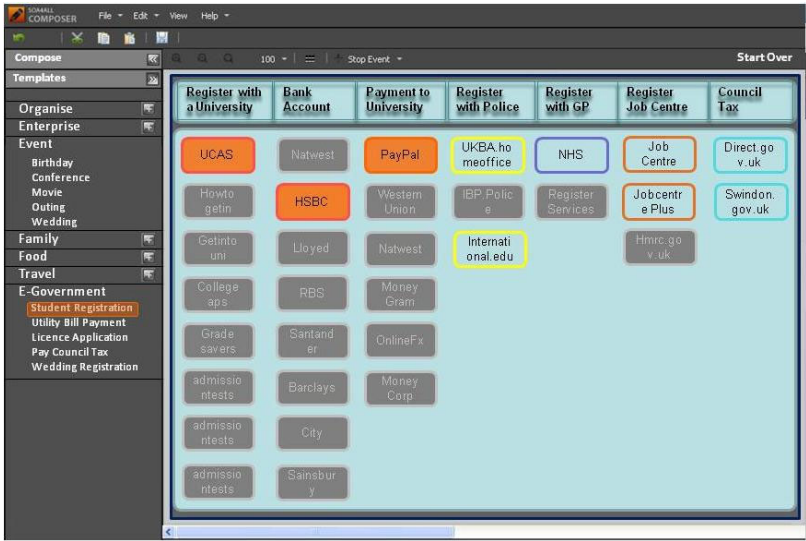 SOA4ALL
COMPOSER
File Edit View Help
Compose
100
Stop Event
Start Over
Templates
Organise
Enterprise
Event
Birthday
Conference
Movie
Outing
Wedding
Family
Food
Travel
E-Government
Student Registration
Utility Bill Payment
Licence Application
Pay Council Tax
Wedding Registration
Register with
a University
Bank
Account
Payment to
University
Register
with Police
Register
with GP
Register
Job Centre
Council
Tax
UCAS
Natwest
PayPal
UKBA.ho
meoffice
NHS
Job
Centre
Direct.go
v.uk
Howto
getin
HSBC
Western
Union
IBP.Polic
e
Register
Services
Jobcentr
e Plus
Swindon.
gov.uk
Getinto
uni
Lloyed
Natwest
Internati
onal.edu
Hmrc.go
v.uk
College
aps
RBS
Money
Gram
Grade
savers
Santand
er
OnlineFx
admissio
ntests
Barclays
Money
Corp
admissio
ntests
City
admissio
ntests
Sainsbur
y